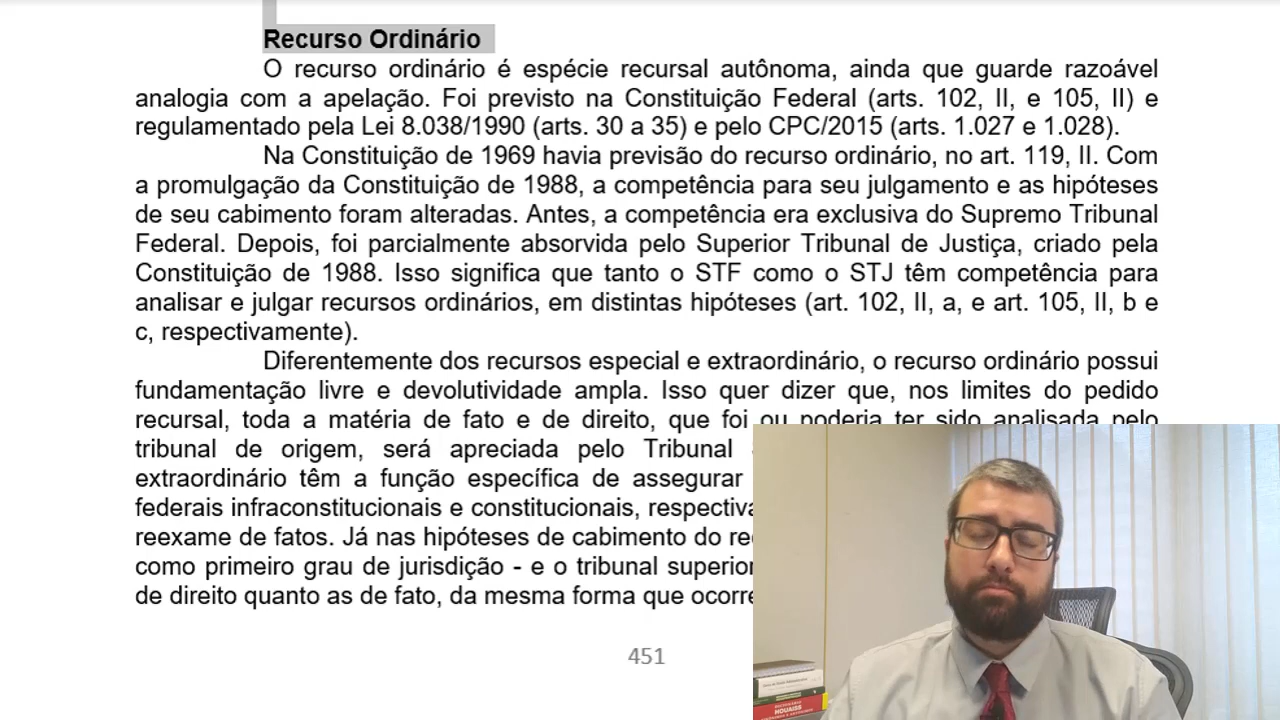 Recurso Ordinário
O recurso ordinário é espécie recursal autônoma, ainda que guarde razoável
analogia com a apelação. Foi previsto na Constituição Federal (arts. 102, II, e 105, II) e
regulamentado pela Lei 8.038/1990 (arts. 30 a 35) e pelo CPC/2015 (arts. 1.027 e 1.028).
Na Constituição de 1969 havia previsão do recurso ordinário, no art. 119, II. Com
a promulgação da Constituição de 1988, a competência para seu julgamento e as hipóteses
de seu cabimento foram alteradas. Antes, a competência era exclusiva do Supremo Tribunal
Federal. Depois, foi parcialmente absorvida pelo Superior Tribunal de Justiça, criado pela
Constituição de 1988. Isso significa que tanto o STF como o STJ têm competência para
analisar e julgar recursos ordinários, em distintas hipóteses (art. 102, II, a, e art. 105, II, b e
c, respectivamente).
Diferentemente dos recursos especial e extraordinário, o recurso ordinário possui
fundamentação livre e devolutividade ampla. Isso quer dizer que, nos limites do pedido
recursal, toda a matéria de fato e de direito, que foi ou poderia ter sido analisada pelo
tribunal de origem, será apreciada pelo Tribunal
extraordinário têm a função específica de assegurar
federais infraconstitucionais e constitucionais,
reexame de fatos. Já nas hipóteses de cabimento do
como primeiro grau de jurisdição - e o tribunal superior
de direito quanto as de fato, da mesma forma que
451
HOUAISS